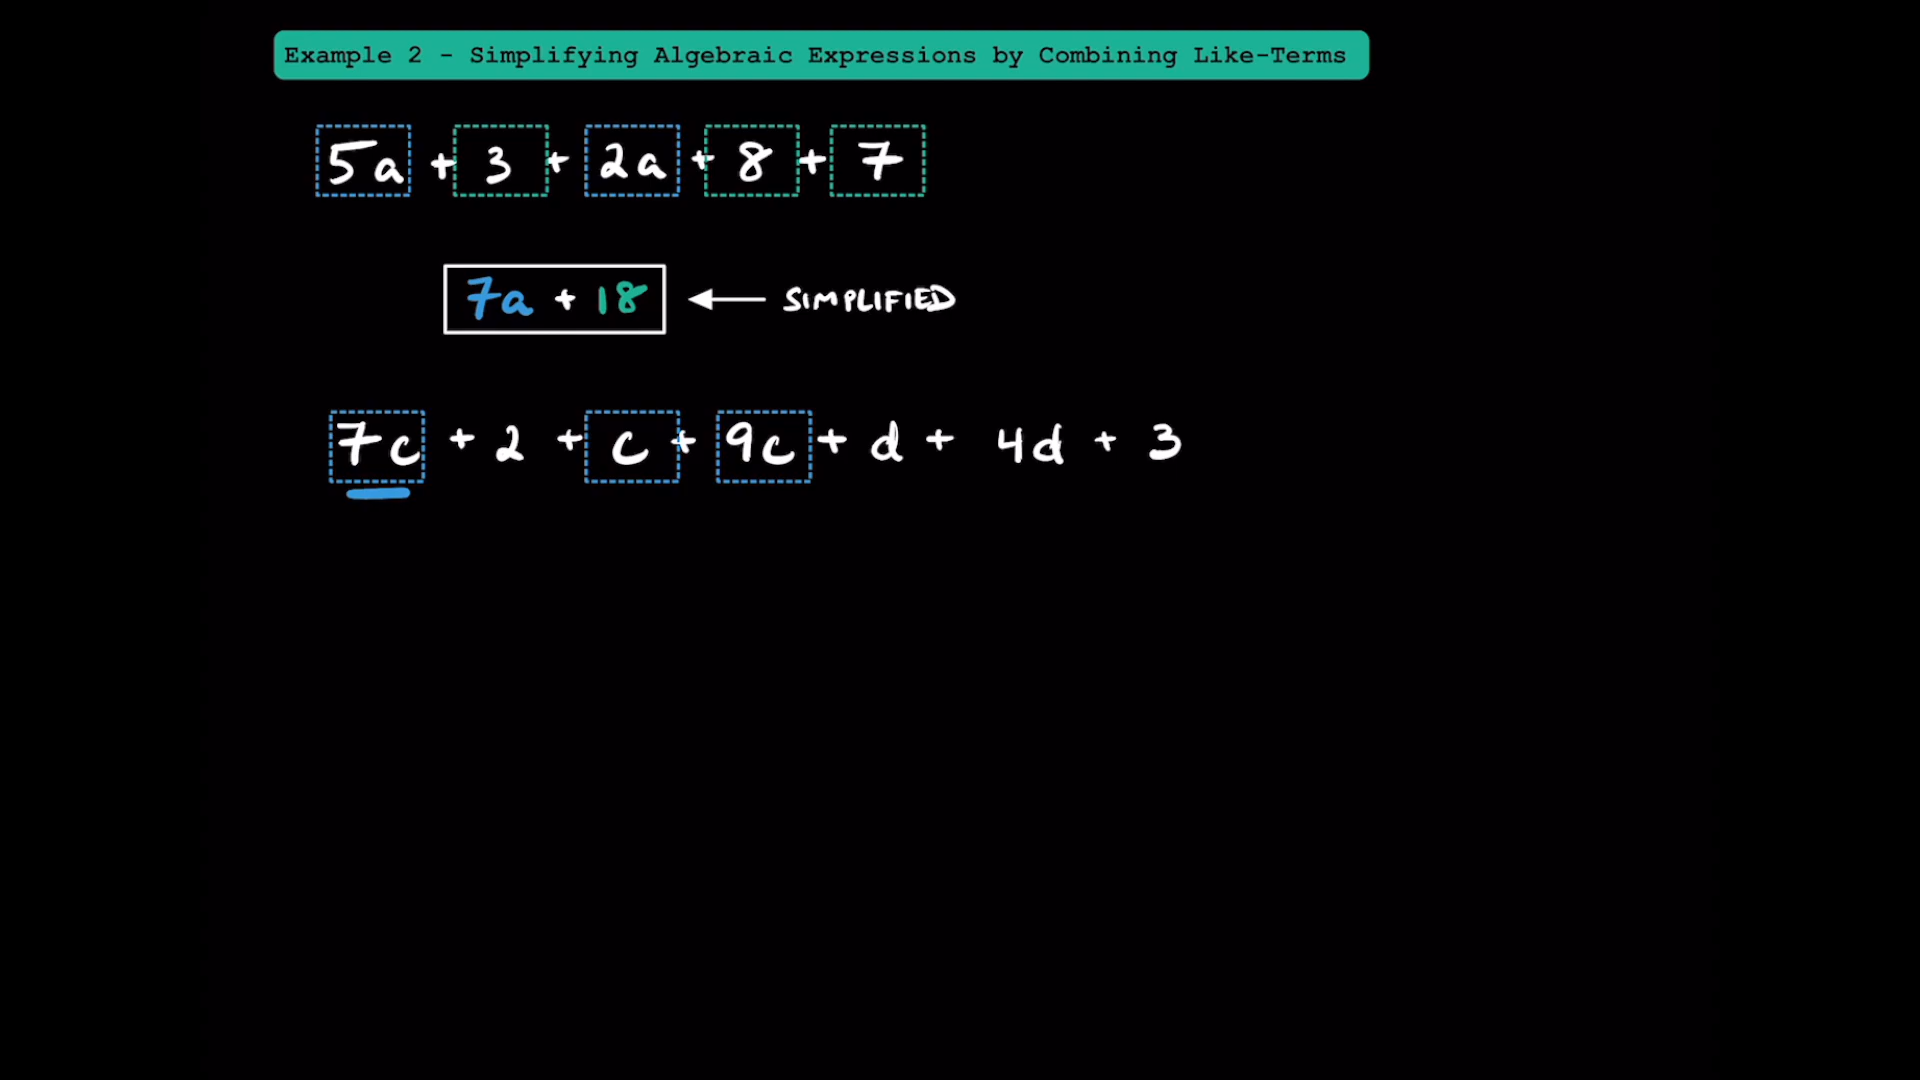 Example 2 - Simplifying Algebraic Expressions by Combining Like-Terms
5a + 3 + 2a + 8 + 7
7a + 18 ← SIMPLIFIED
7c + 2 + c + 9c + d + 4d + 3